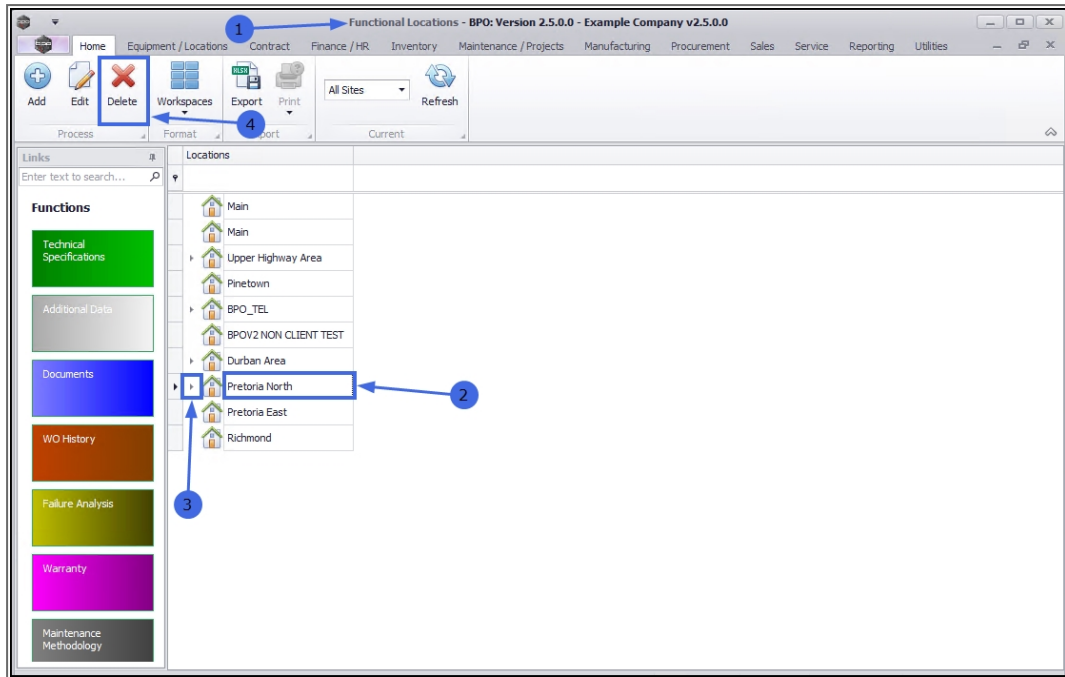 1
Functional Locations - BPO: Version 2.5.0.0 - Example Company v2.5.0.0
Home Equipment / Locations Contract Finance / HR Inventory Maintenance / Projects Manufacturing Procurement Sales Service Reporting Utilities
XLSX
All Sites
Add Edit Delete Workspaces Export Print Refresh
4
Process Format port Current
Links
Enter text to search...
Functions
Technical
Specifications
Additional Data
Documents
WO History
Failure Analysis
Warranty
Maintenance
Methodology
Locations
Main
Main
Upper Highway Area
Pinetown
BPO_TEL
BPOV2 NON CLIENT TEST
Durban Area
Pretoria North
2
Pretoria East
Richmond
3